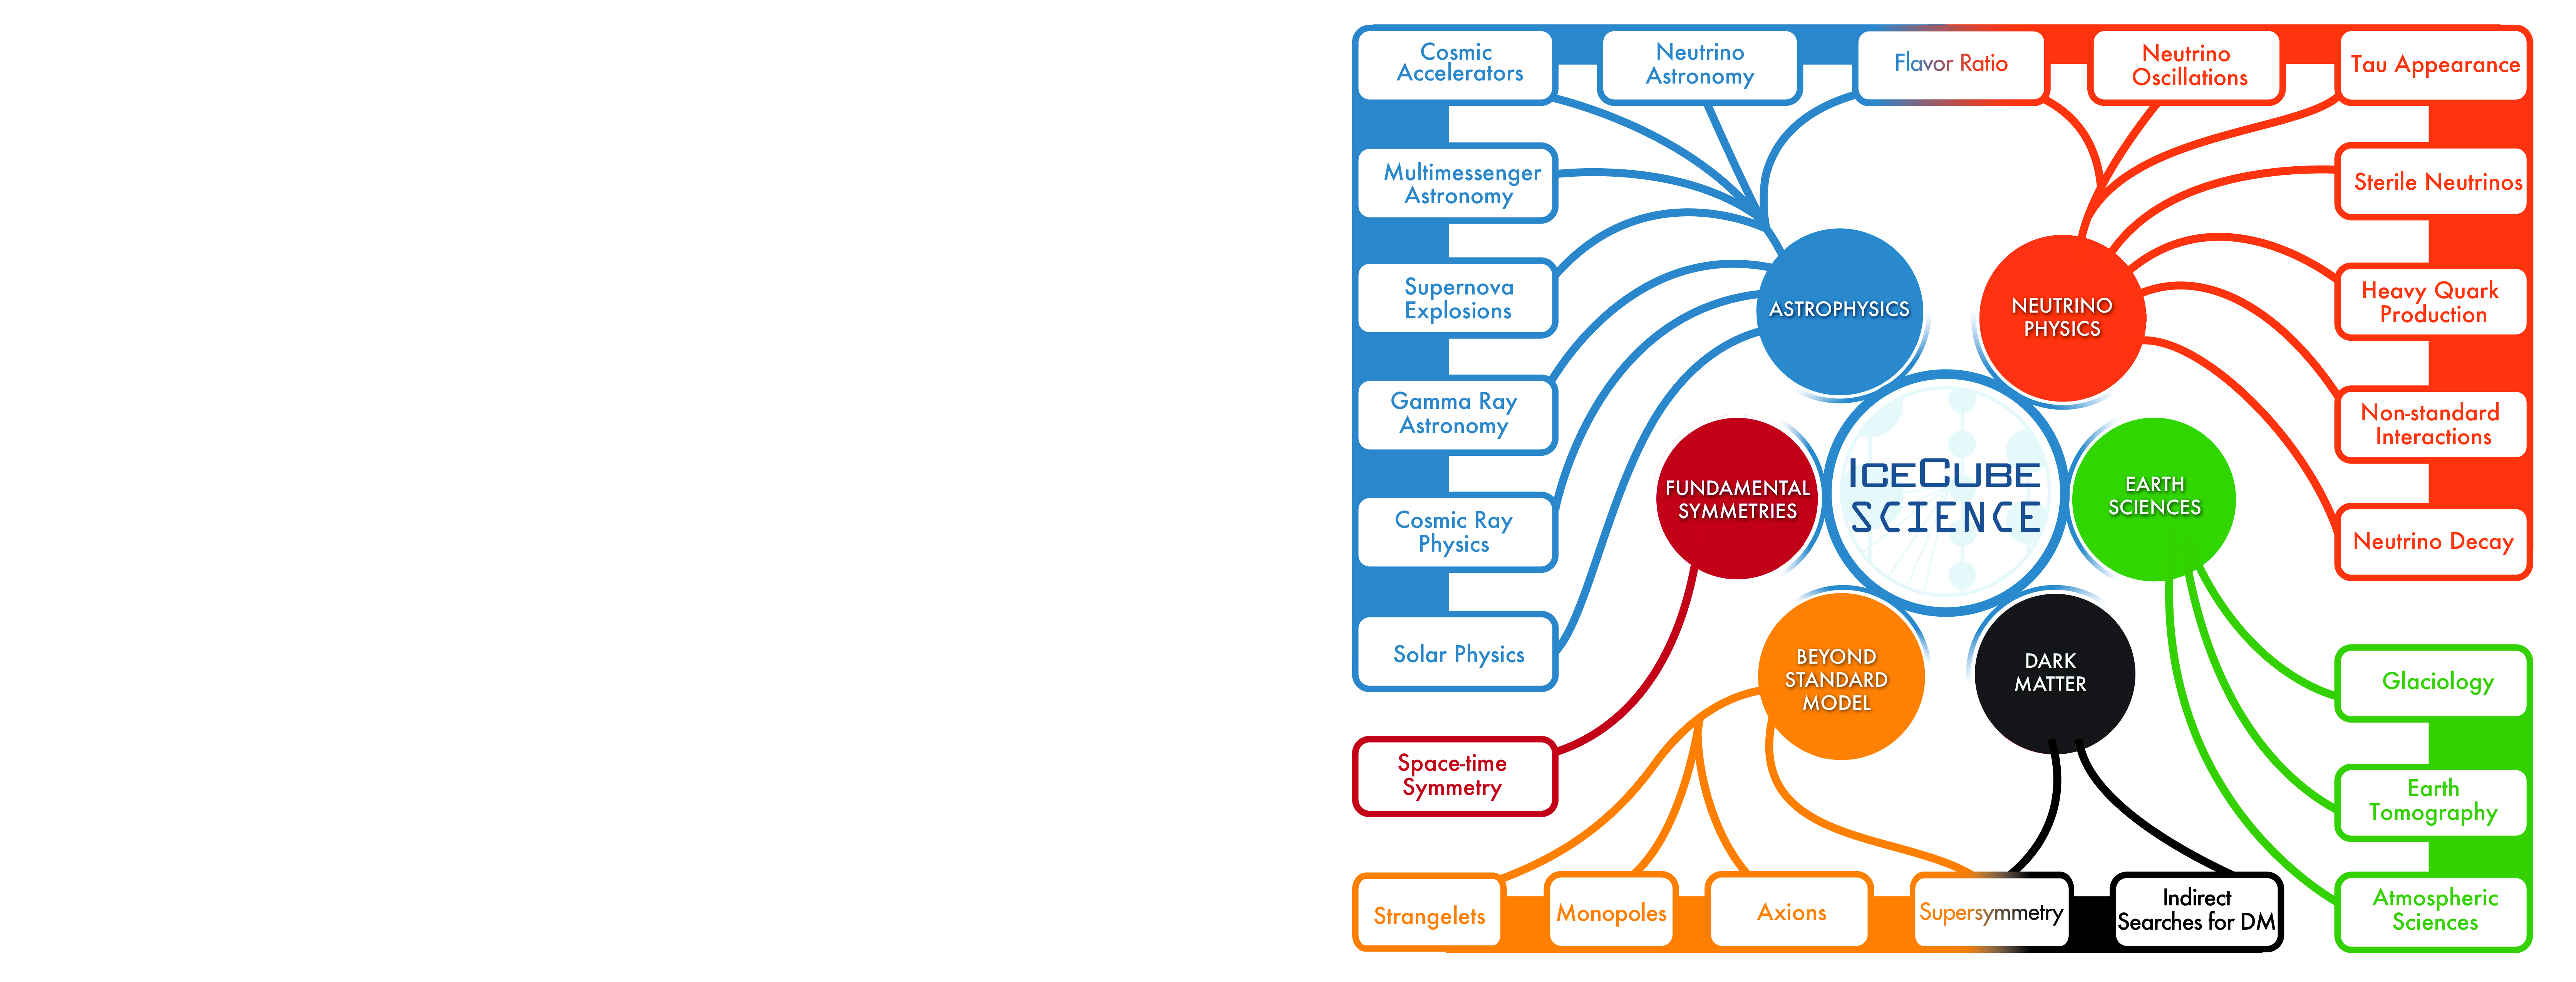 Cosmic
Accelerators
Neutrino
Astronomy
Flavor Ratio
Neutrino
Oscillations
Tau Appearance
Multimessenger
Astronomy
Sterile Neutrinos
Supernova
Explosions
ASTROPHYSICS
NEUTRINO
PHYSICS
Heavy Quark
Production
Gamma Ray
Astronomy
Non-standard
Interactions
FUNDAMENTAL
SYMMETRIES
ICECUBE
SCIENCE
EARTH
SCIENCES
Cosmic Ray
Physics
Neutrino Decay
Solar Physics
BEYOND
STANDARD
MODEL
DARK
MATTER
Glaciology
Space-time
Symmetry
Earth
Tomography
Strangelets
Monopoles
Axions
Supersymmetry
Indirect
Searches for DM
Atmospheric
Sciences